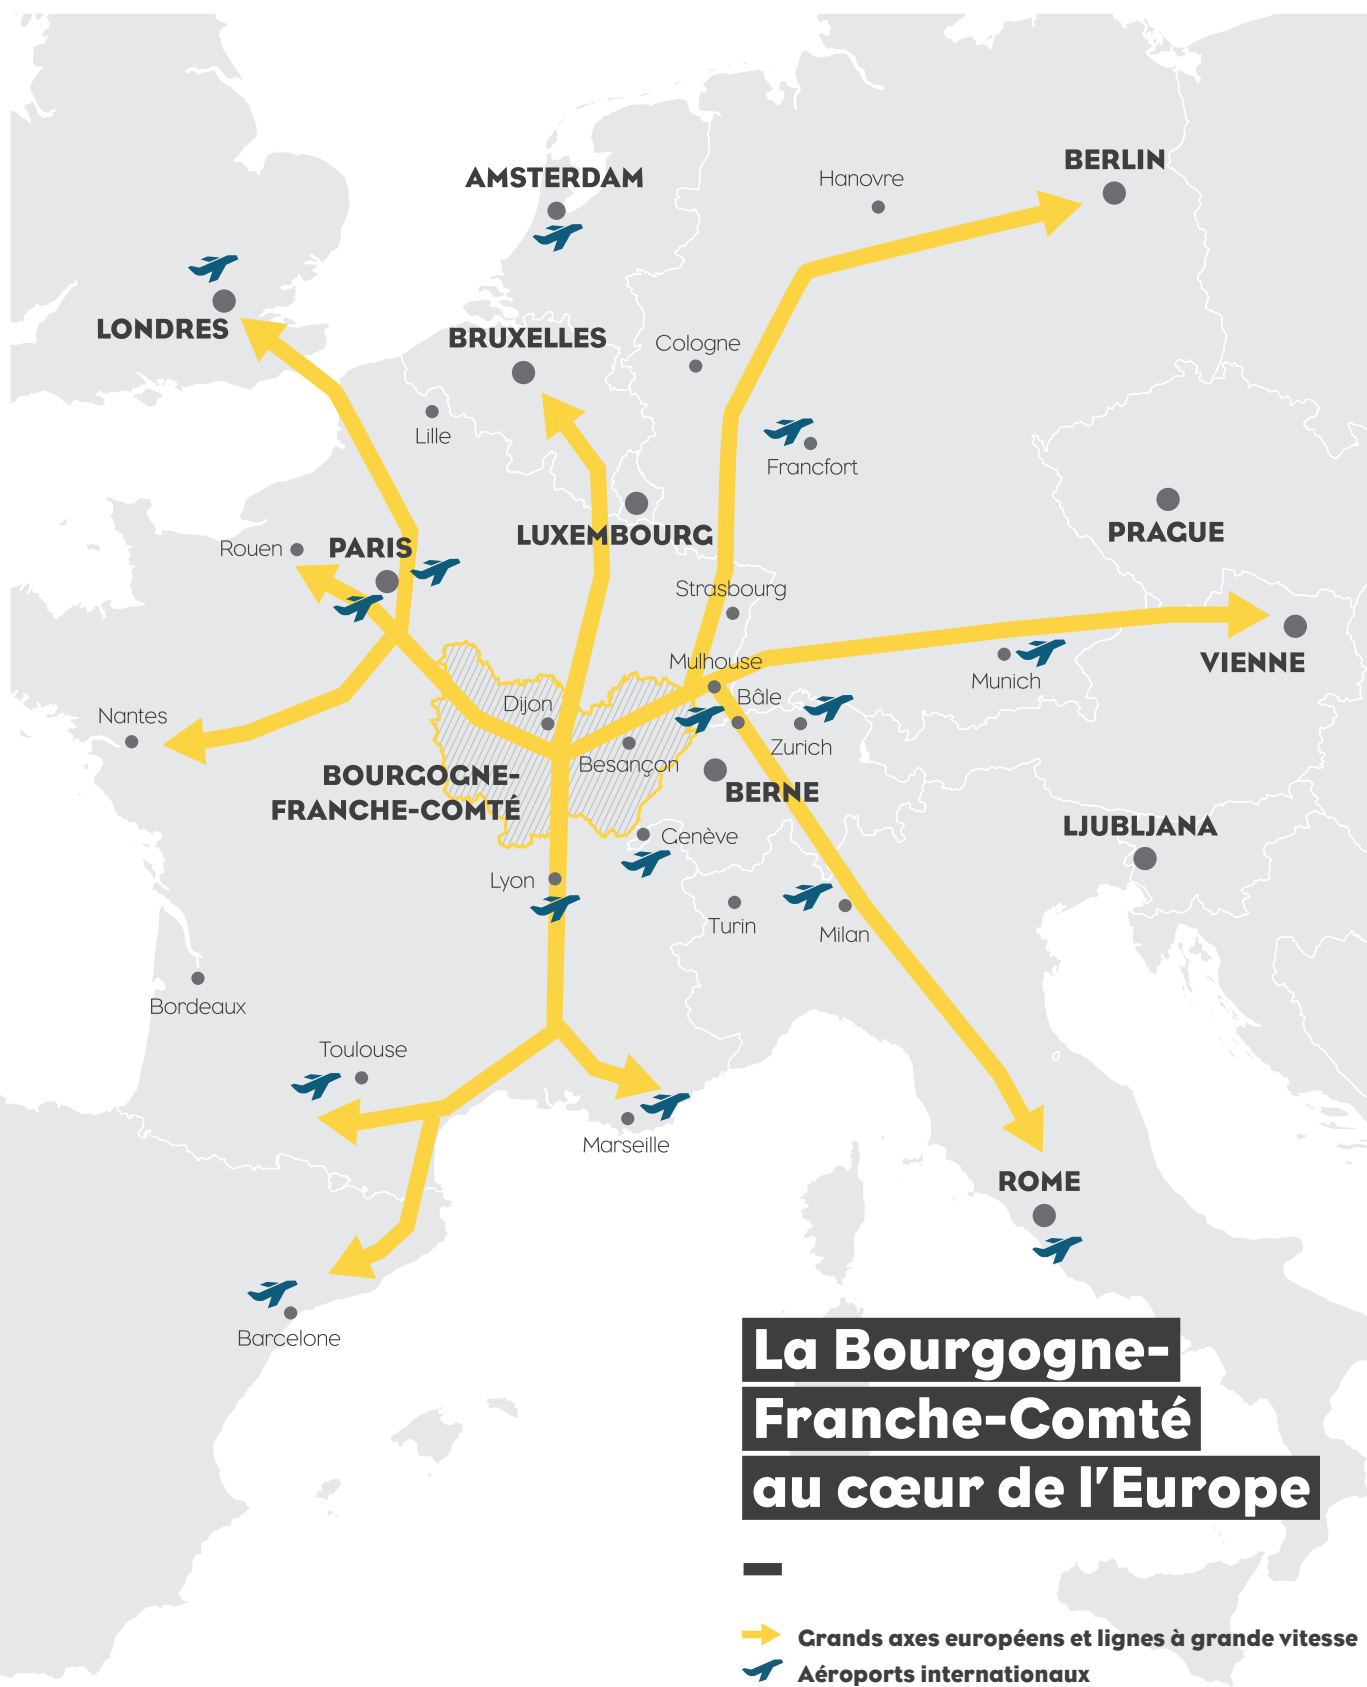 BERLIN
AMSTERDAM
Hanovre
LONDRES
BRUXELLES
Cologne
Lille
Francfort
LUXEMBOURG
PRAGUE
Rouen
PARIS
Strasbourg
Mulhouse
VIENNE
Munich
Dijon
Bâle
Nantes
Zurich
Besançon
BOURGOGNE-
FRANCHE-COMTÉ
BERNE
LJUBLJANA
Genève
Lyon
Turin
Milan
Bordeaux
Toulouse
Marseille
ROME
Barcelone
La Bourgogne-
Franche-Comté
au cœur de l'Europe
Grands axes européens et lignes à grande vitesse
Aéroports internationaux